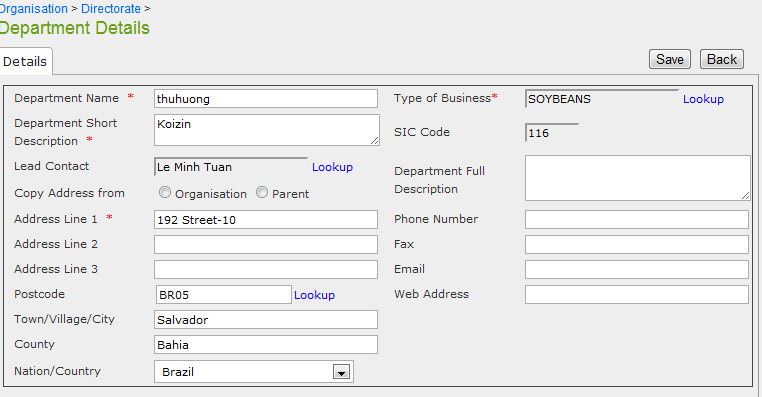 Organisation > Directorate >
Department Details
Details
Save Back
Department Name * thuhuong
Type of Business* SOYBEANS Lookup
Department Short
Description * Koizin
SIC Code 116
Lead Contact Le Minh Tuan Lookup
Department Full
Description
Copy Address from Organisation Parent
Address Line 1 * 192 Street-10
Phone Number
Address Line 2
Fax
Address Line 3
Email
Postcode BR05 Lookup
Web Address
Town/Village/City Salvador
County Bahia
Nation/Country Brazil